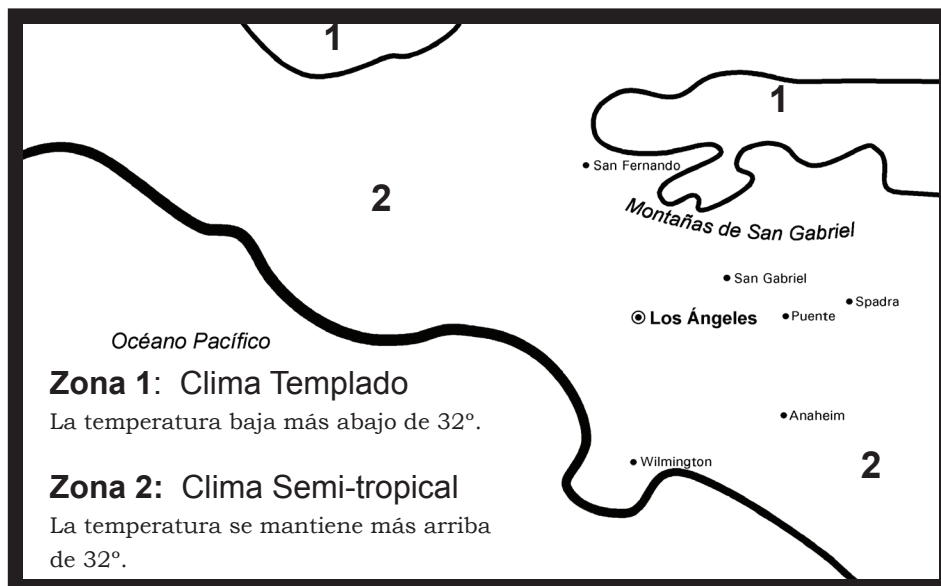 1
1
San Fernando
2
Montañas de San Gabriel
San Gabriel
Spadra
Los Ángeles
Puente
Océano Pacífico
Zona 1: Clima Templado
La temperatura baja más abajo de 32º.
Anaheim
Wilmington
2
Zona 2: Clima Semi-tropical
La temperatura se mantiene más arriba
de 32º.